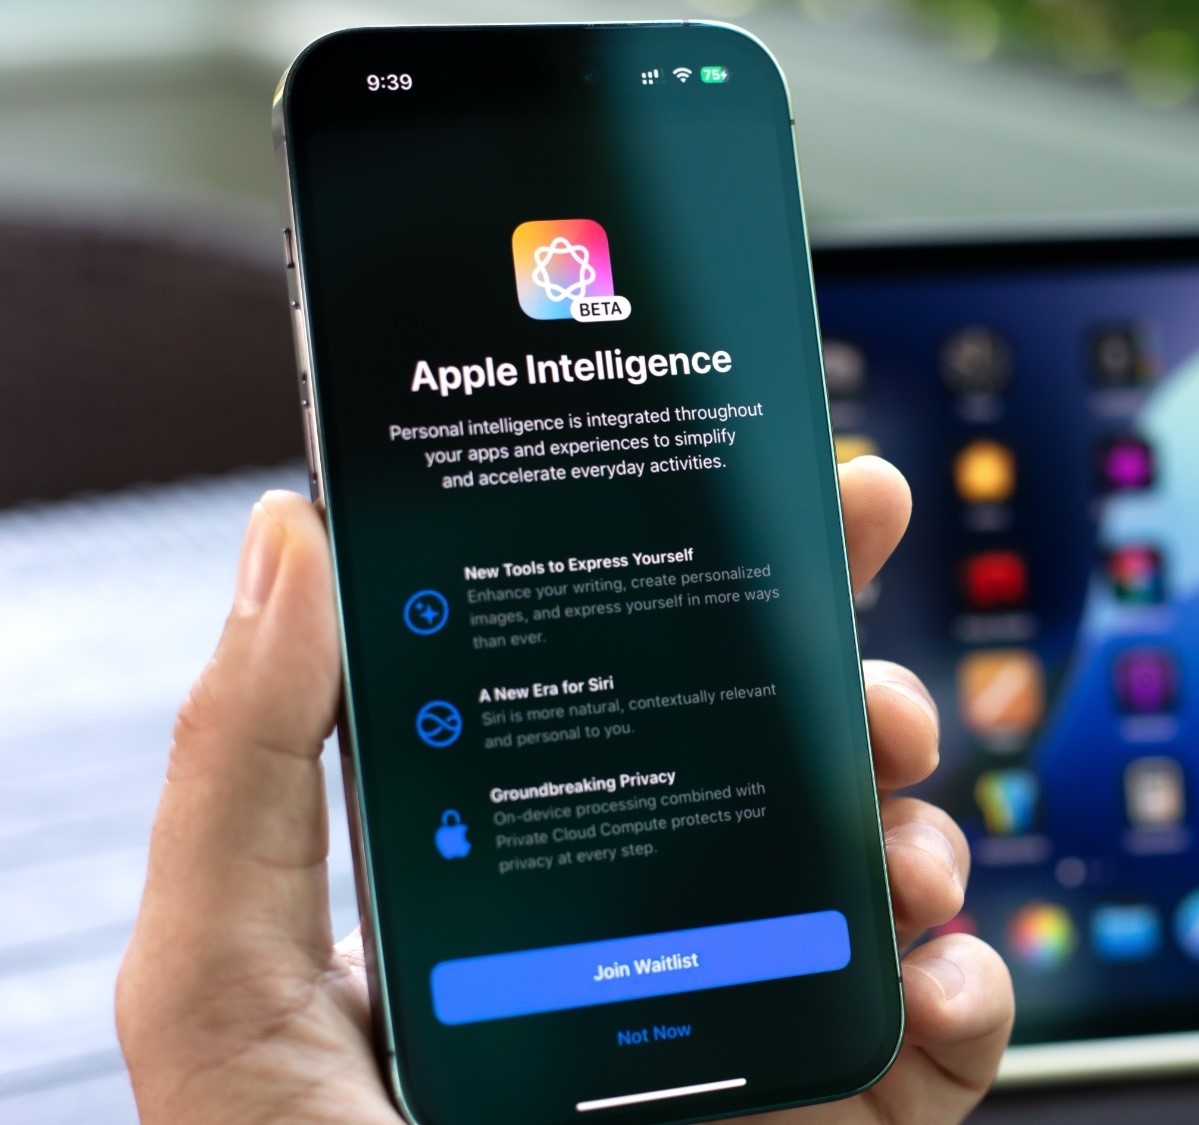 9:39
75
BETA
Apple Intelligence
Personal intelligence is integrated throughout
your apps and experiences to simplify
and accelerate everyday activities.
New Tools to Express Yourself
Enhance your writing, create personalized
images, and express yourself in more ways
than ever.
A New Era for Siri
Siri is more natural, contextually relevant
and personal to you.
Groundbreaking Privacy
On-device processing combined with
Private Cloud Compute protects your
privacy at every step.
Join Waitlist
Not Now